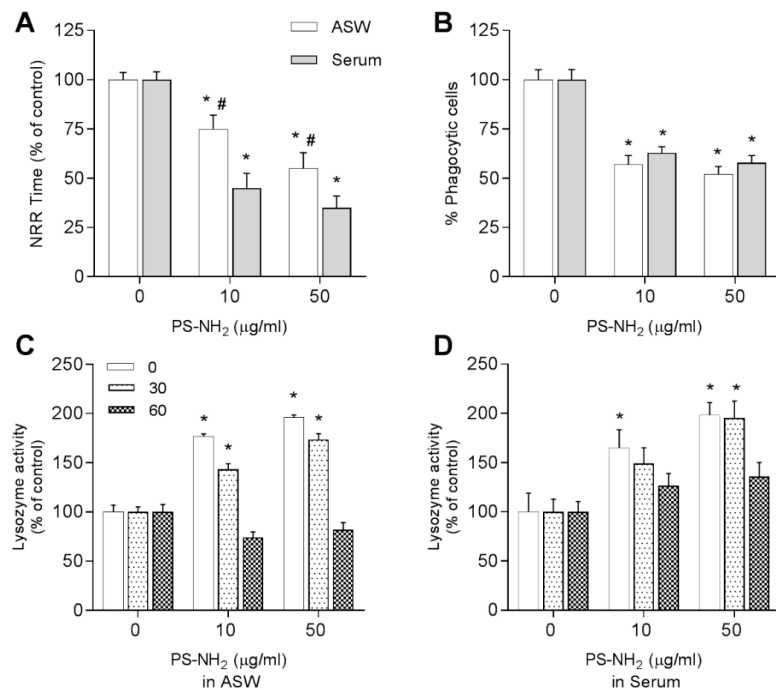 A
ASW
Serum
NRR Time (% of control)
125
100
75
50
25
0
* #
*
* #
*
0 10 50
PS-NH₂ (µg/ml)
B
% Phagocytic cells
125
100
75
50
25
0
* *
* *
0 10 50
PS-NH₂ (µg/ml)
C
0
30
60
Lysozyme activity
(% of control)
250
200
150
100
50
0
* *
* *
0 10 50
PS-NH₂ (µg/ml)
in ASW
D
Lysozyme activity
(% of control)
250
200
150
100
50
0
*
* *
0 10 50
PS-NH₂ (µg/ml)
in Serum